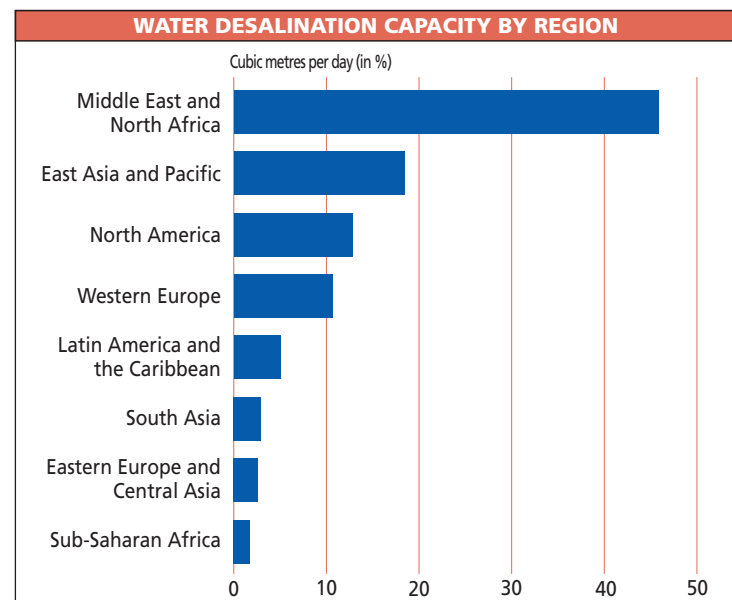 WATER DESALINATION CAPACITY BY REGION
Cubic metres per day (in %)
Middle East and
North Africa
East Asia and Pacific
North America
Western Europe
Latin America and
the Caribbean
South Asia
Eastern Europe and
Central Asia
Sub-Saharan Africa
0 10 20 30 40 50